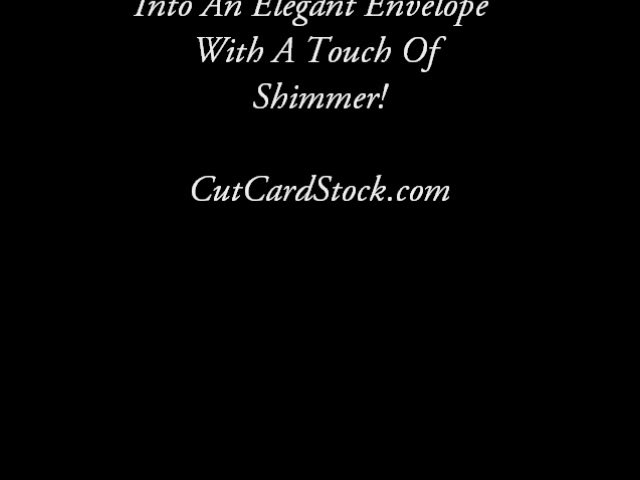 Into An Elegant Envelope
With A Touch Of
Shimmer!
CutCardStock.com